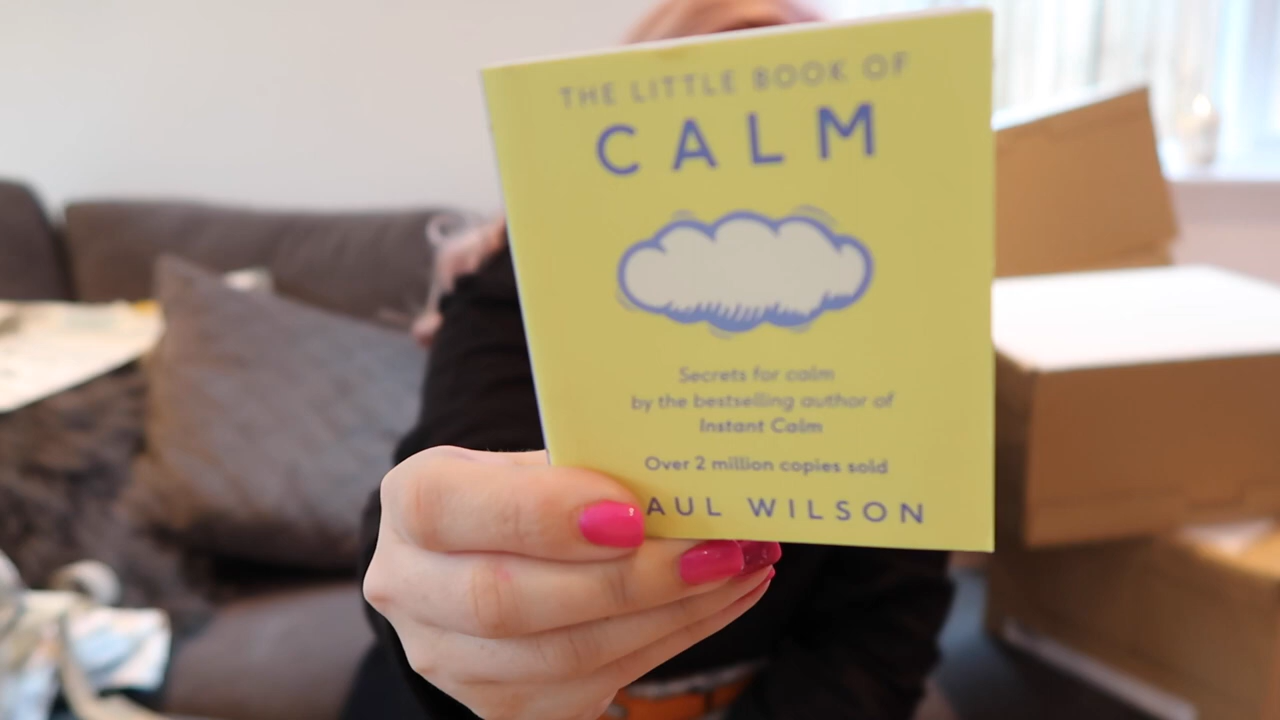 THE LITTLE BOOK OF
CALM
Secrets for calm
by the bestselling author of
Instant Calm
Over 2 million copies sold
AUL WILSON